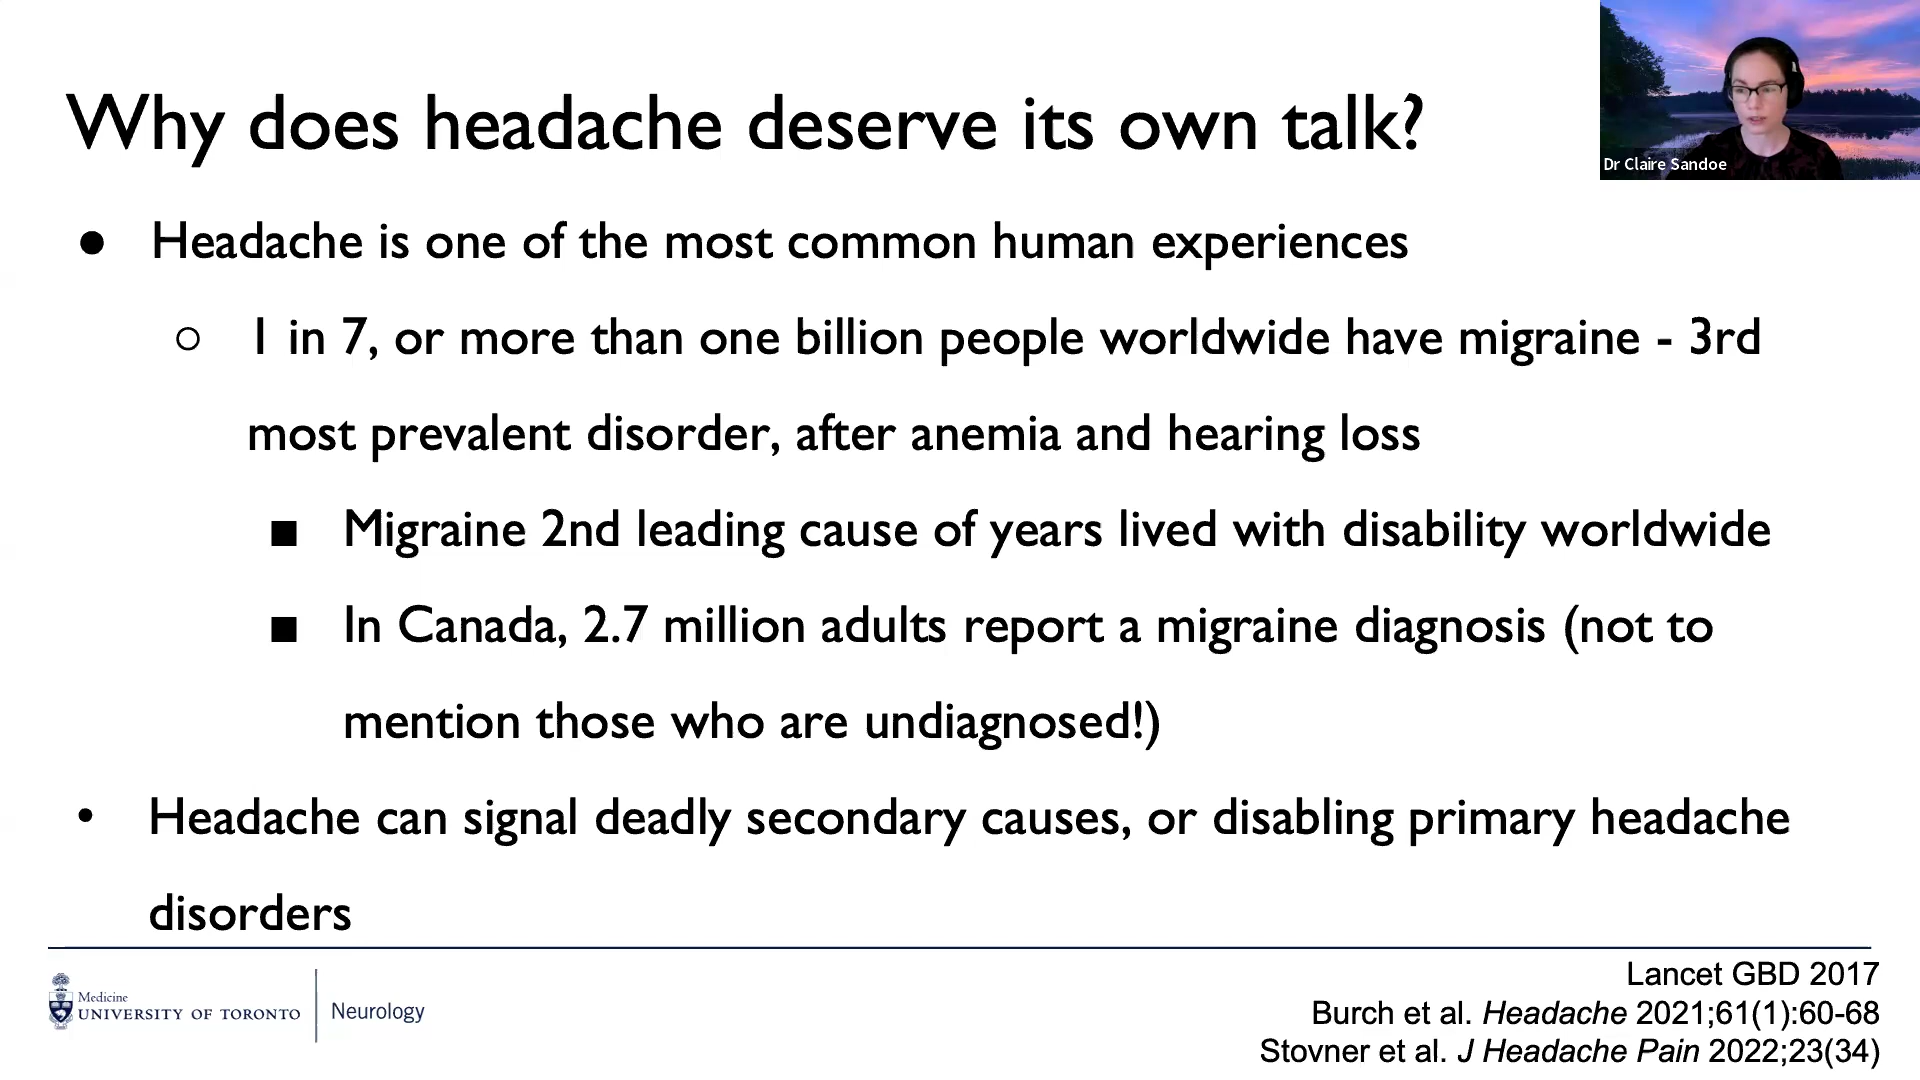 Why does headache deserve its own talk?
Dr Claire Sandoe
● Headache is one of the most common human experiences
○ 1 in 7, or more than one billion people worldwide have migraine - 3rd
most prevalent disorder, after anemia and hearing loss
■ Migraine 2nd leading cause of years lived with disability worldwide
■ In Canada, 2.7 million adults report a migraine diagnosis (not to
mention those who are undiagnosed!)
• Headache can signal deadly secondary causes, or disabling primary headache
disorders
Medicine
UNIVERSITY OF TORONTO
Neurology
Lancet GBD 2017
Burch et al. Headache 2021;61(1):60-68
Stovner et al. J Headache Pain 2022;23(34)